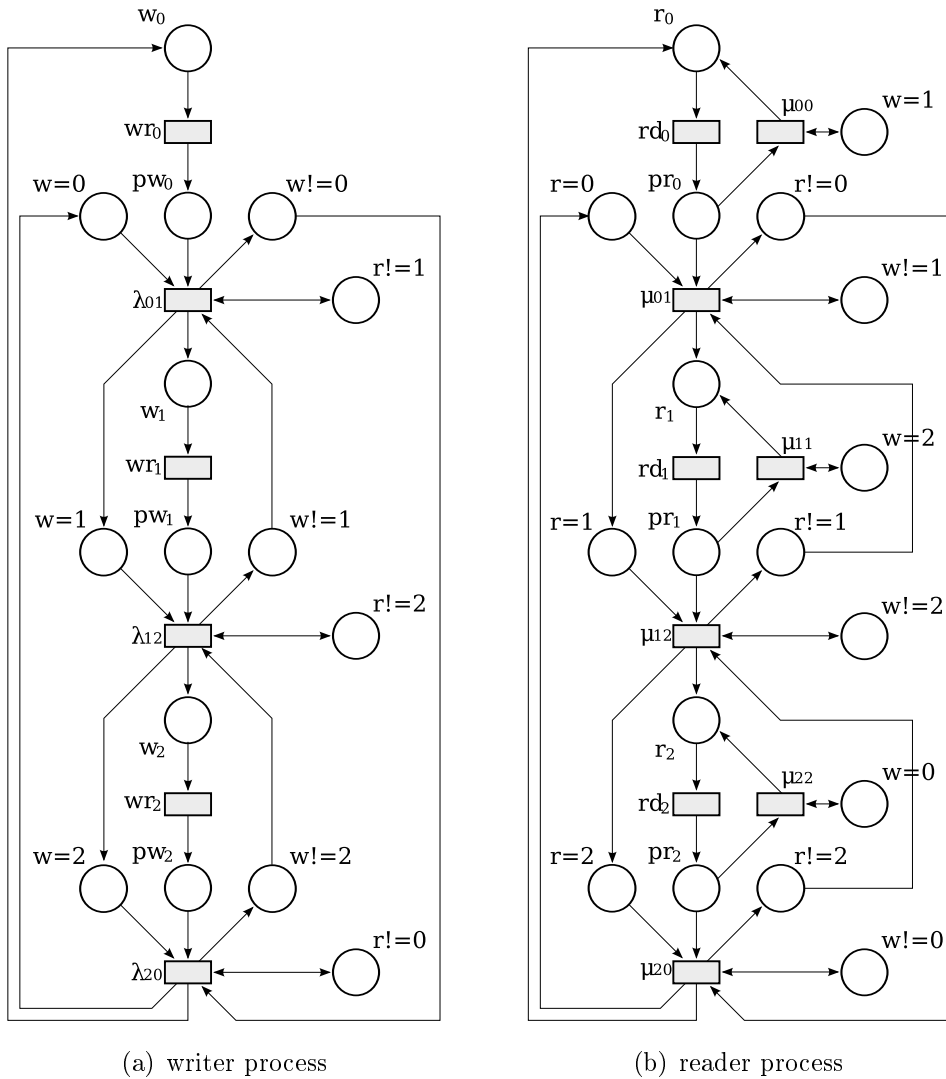 w0
wr0
w=0 pw0 w!=0
r!=1
λ01
w1
wr1
w=1 pw1 w!=1
r!=2
λ12
w2
wr2
w=2 pw2 w!=2
r!=0
λ20
(a) writer process
r0
μ00 w=1
rd0
r=0 pr0 r!=0
w!=1
μ01
r1
μ11 w=2
rd1
r=1 pr1 r!=1
w!=2
μ12
r2
μ22 w=0
rd2
r=2 pr2 r!=2
w!=0
μ20
(b) reader process